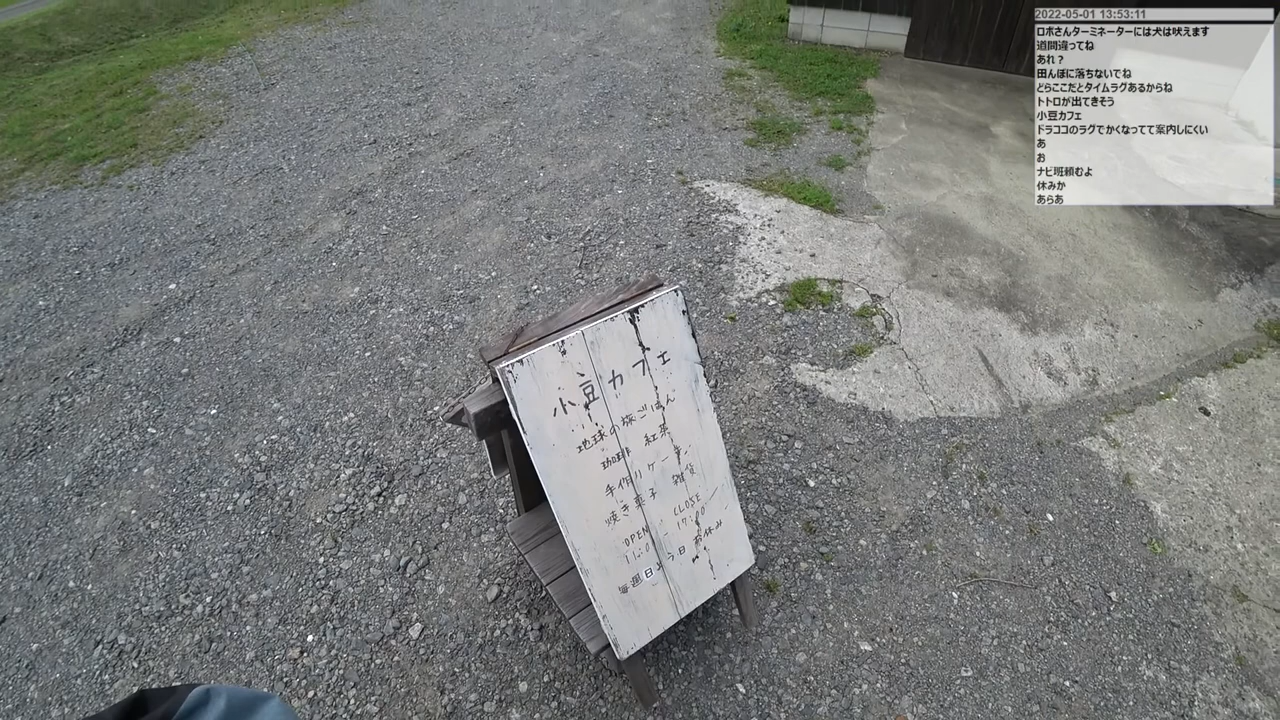 2022-05-01 13:53:11
ロボさんターミネーターには犬は吠えます
道間違ってね
あれ？
田んぼに落ちないでね
どらここだとタイムラグあるからね
トトロが出てきそう
小豆カフェ
ドラココのラグでかくなってて案内しにくい
あ
お
ナビ班頼むよ
休みか
あらあ
小豆カフェ
地球の旅ごはん
珈琲 紅茶
手作りケーキ
焼き菓子 雑貨
OPEN CLOSE
17:00
毎週日 お休み